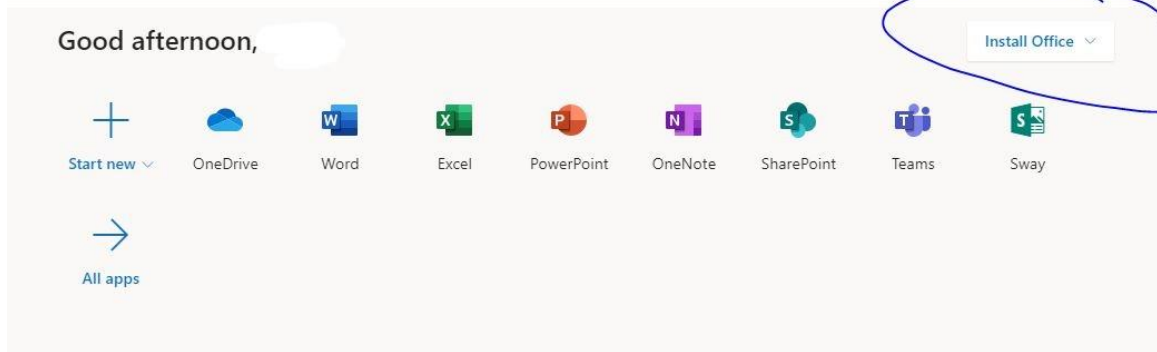 Good afternoon,
Install Office
Start new
OneDrive
Word
Excel
PowerPoint
OneNote
SharePoint
Teams
Sway
All apps